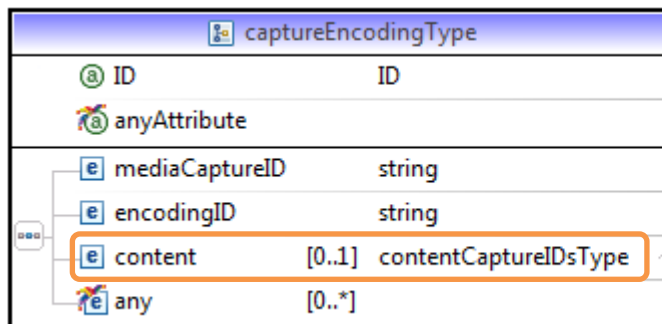 captureEncodingType
ID ID
anyAttribute
mediaCaptureID string
encodingID string
content [0..1] contentCaptureIDsType
any [0..*]